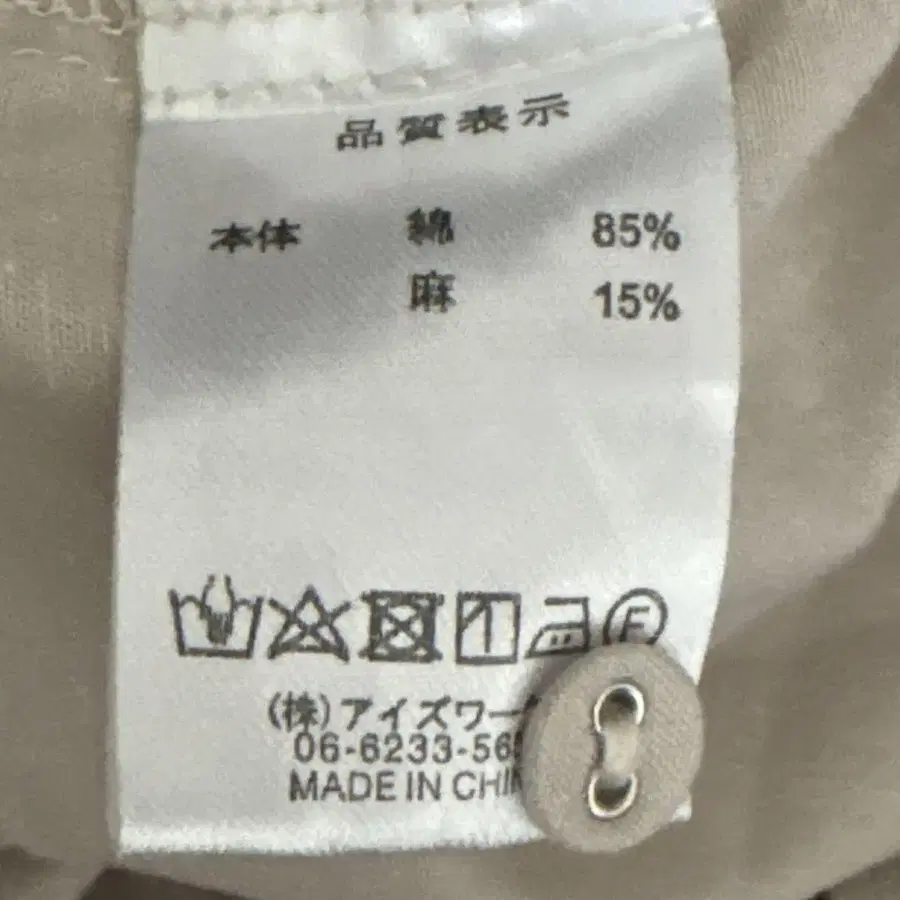 品質表示
本体 綿 85%
麻 15%
F
(株)アイズワー
06-6233-56
MADE IN CHI